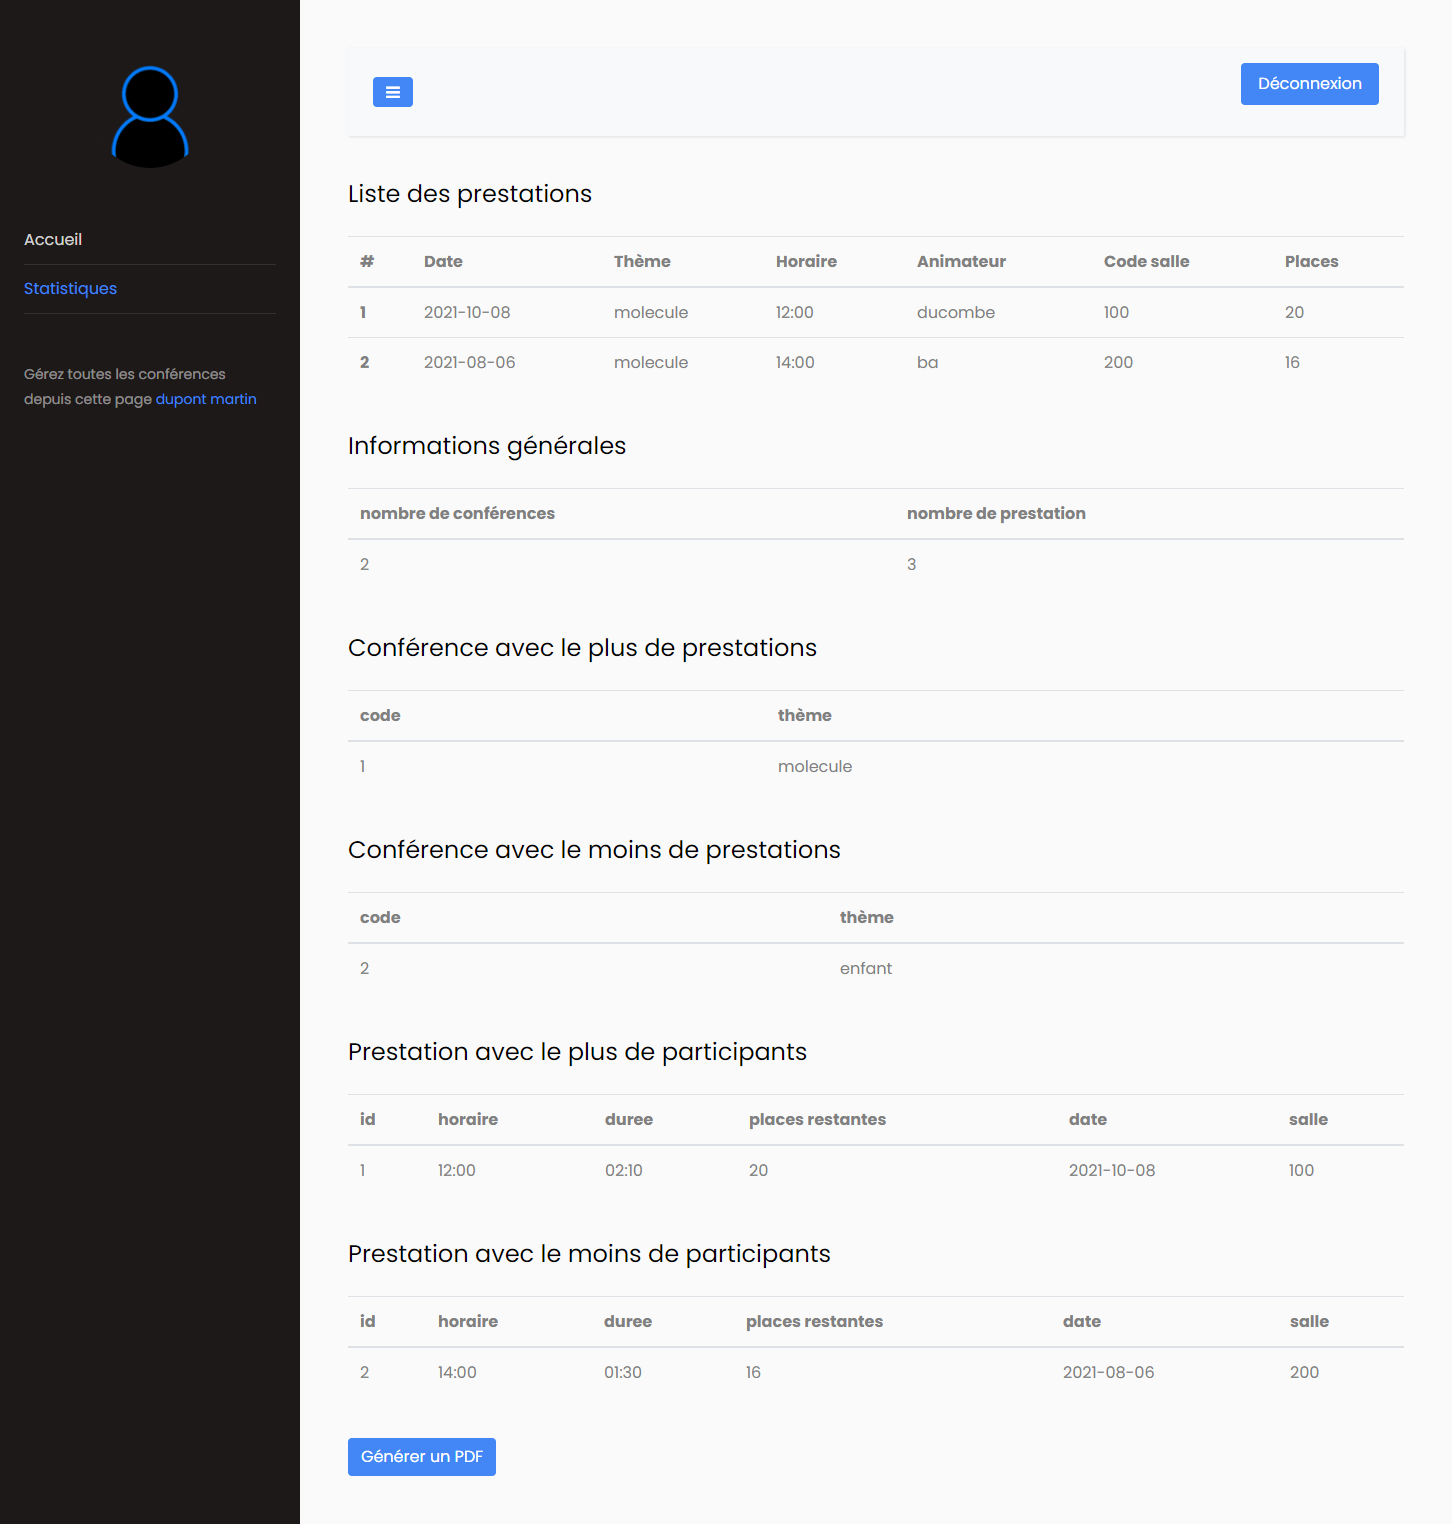 Accueil
Statistiques
Gérez toutes les conférences
depuis cette page dupont martin
Déconnexion
Liste des prestations
# Date Thème Horaire Animateur Code salle Places
1 2021-10-08 molecule 12:00 ducombe 100 20
2 2021-08-06 molecule 14:00 ba 200 16
Informations générales
nombre de conférences nombre de prestation
2 3
Conférence avec le plus de prestations
code thème
1 molecule
Conférence avec le moins de prestations
code thème
2 enfant
Prestation avec le plus de participants
id horaire duree places restantes date salle
1 12:00 02:10 20 2021-10-08 100
Prestation avec le moins de participants
id horaire duree places restantes date salle
2 14:00 01:30 16 2021-08-06 200
Générer un PDF